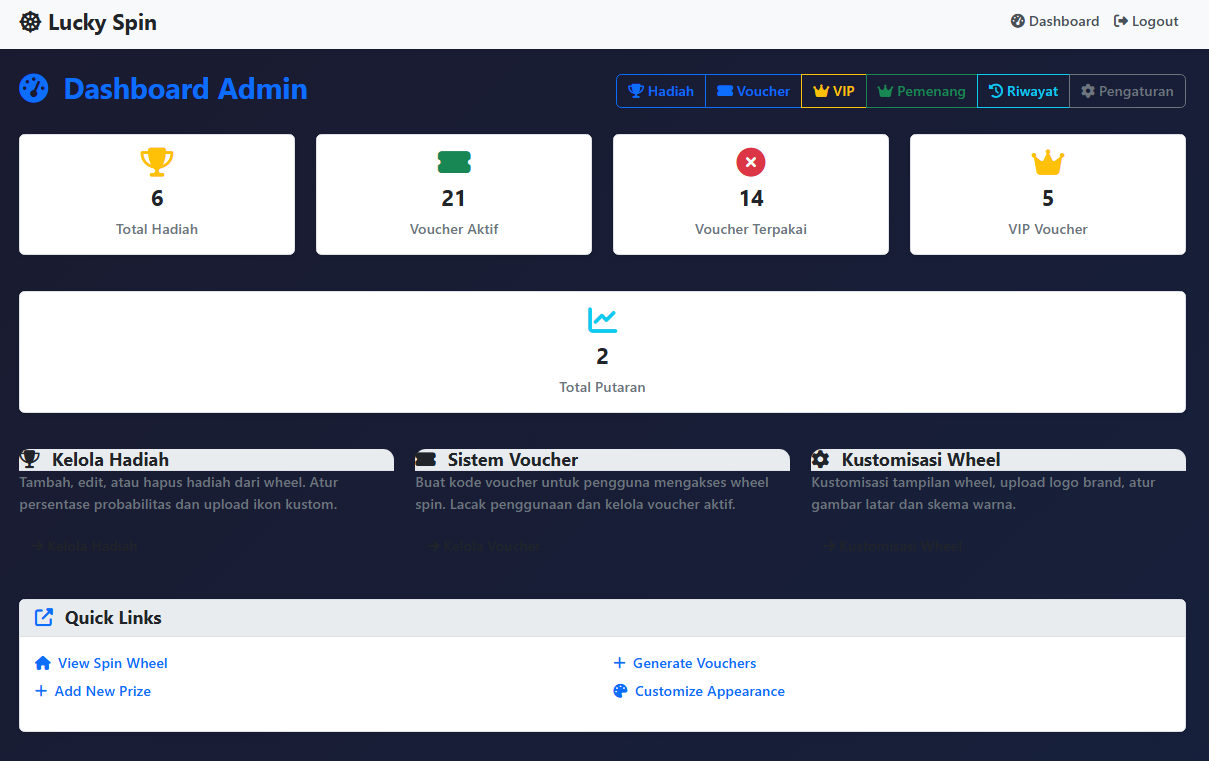 Lucky Spin
Dashboard Logout
Dashboard Admin
Hadiah Voucher VIP Pemenang Riwayat Pengaturan
6
Total Hadiah
21
Voucher Aktif
14
Voucher Terpakai
5
VIP Voucher
2
Total Putaran
Kelola Hadiah
Tambah, edit, atau hapus hadiah dari wheel. Atur
persentase probabilitas dan upload ikon kustom.
Kelola Hadiah
Sistem Voucher
Buat kode voucher untuk pengguna mengakses wheel
spin. Lacak penggunaan dan kelola voucher aktif.
Kelola Voucher
Kustomisasi Wheel
Kustomisasi tampilan wheel, upload logo brand, atur
gambar latar dan skema warna.
Kustomisasi Wheel
Quick Links
View Spin Wheel
Add New Prize
Generate Vouchers
Customize Appearance